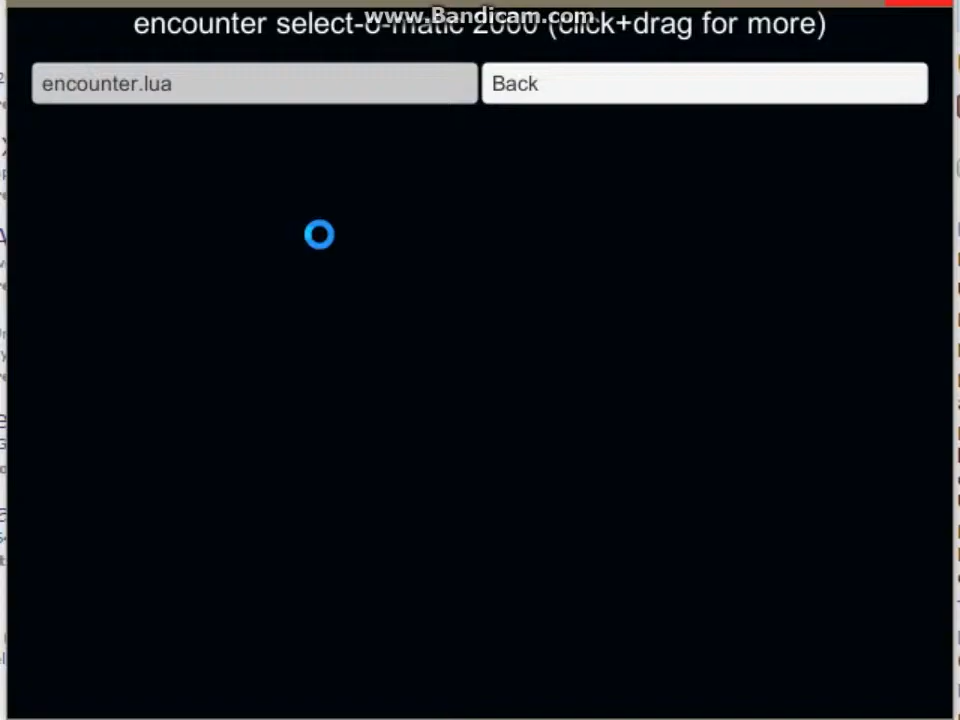 www.Bandicam.com
encounter select-o-matic 2000 (click+drag for more)
encounter.lua
Back